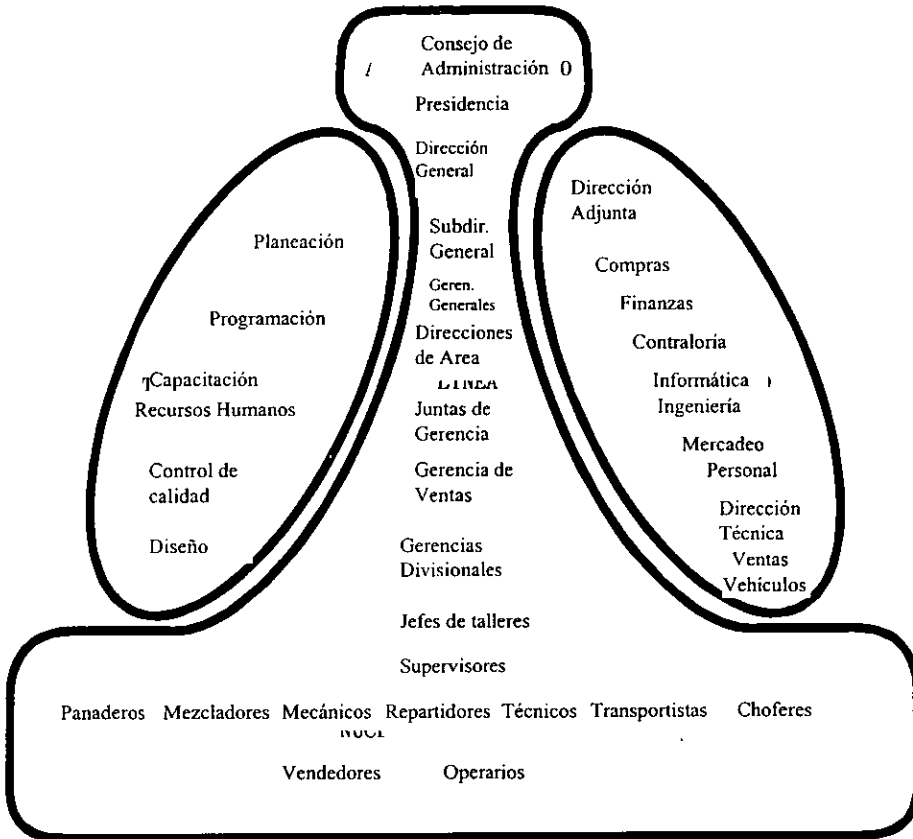 Consejo de
Administración
Presidencia
Dirección
General
Subdir.
General
Geren.
Generales
Direcciones
de Area
Juntas de
Gerencia
Gerencia de
Ventas
Gerencias
Divisionales
Jefes de talleres
Supervisores
Planeación
Programación
Capacitación
Recursos Humanos
Control de
calidad
Diseño
Dirección
Adjunta
Compras
Finanzas
Contraloría
Informática
Ingeniería
Mercadeo
Personal
Dirección
Técnica
Ventas
Vehículos
Panaderos Mezcladores Mecánicos Repartidores Técnicos Transportistas Choferes
Vendedores Operarios